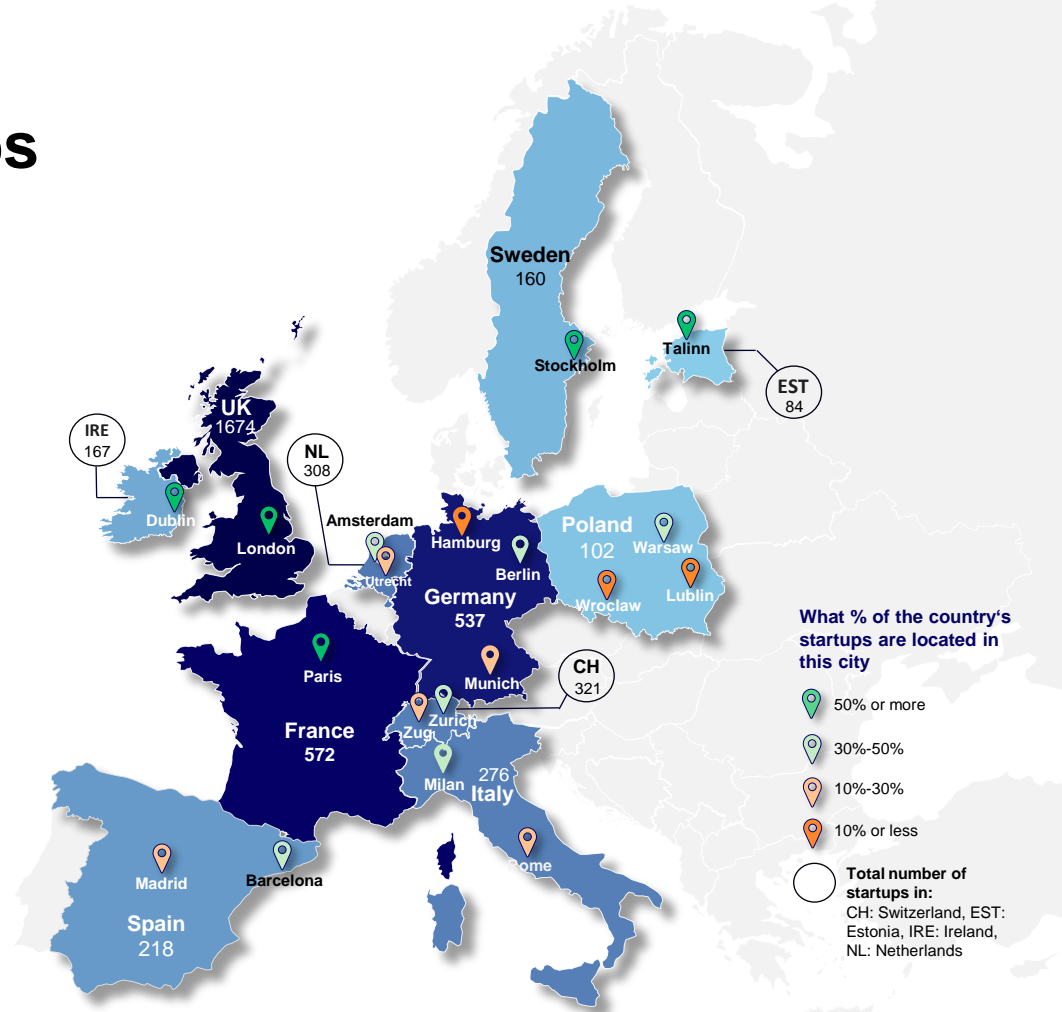 os
Sweden
160
Stockholm
Talinn
EST
84
UK
1674
IRE
167
NL
308
Dublin
London
Amsterdam
Utrecht
Hamburg
Berlin
Germany
537
Munich
Poland
102
Warsaw
Wroclaw
Lublin
Paris
France
572
CH
321
Zurich
Zug
Milan
276
Italy
Rome
Madrid
Barcelona
Spain
218
What % of the country‘s
startups are located in
this city
50% or more
30%-50%
10%-30%
10% or less
Total number of
startups in:
CH: Switzerland, EST:
Estonia, IRE: Ireland,
NL: Netherlands